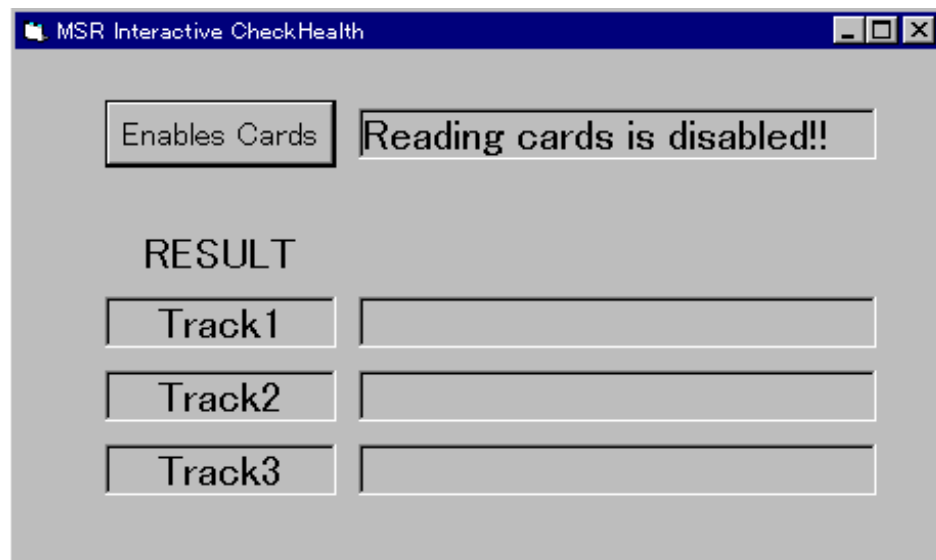 MSR Interactive CheckHealth
Enables Cards Reading cards is disabled!!
RESULT
Track1
Track2
Track3